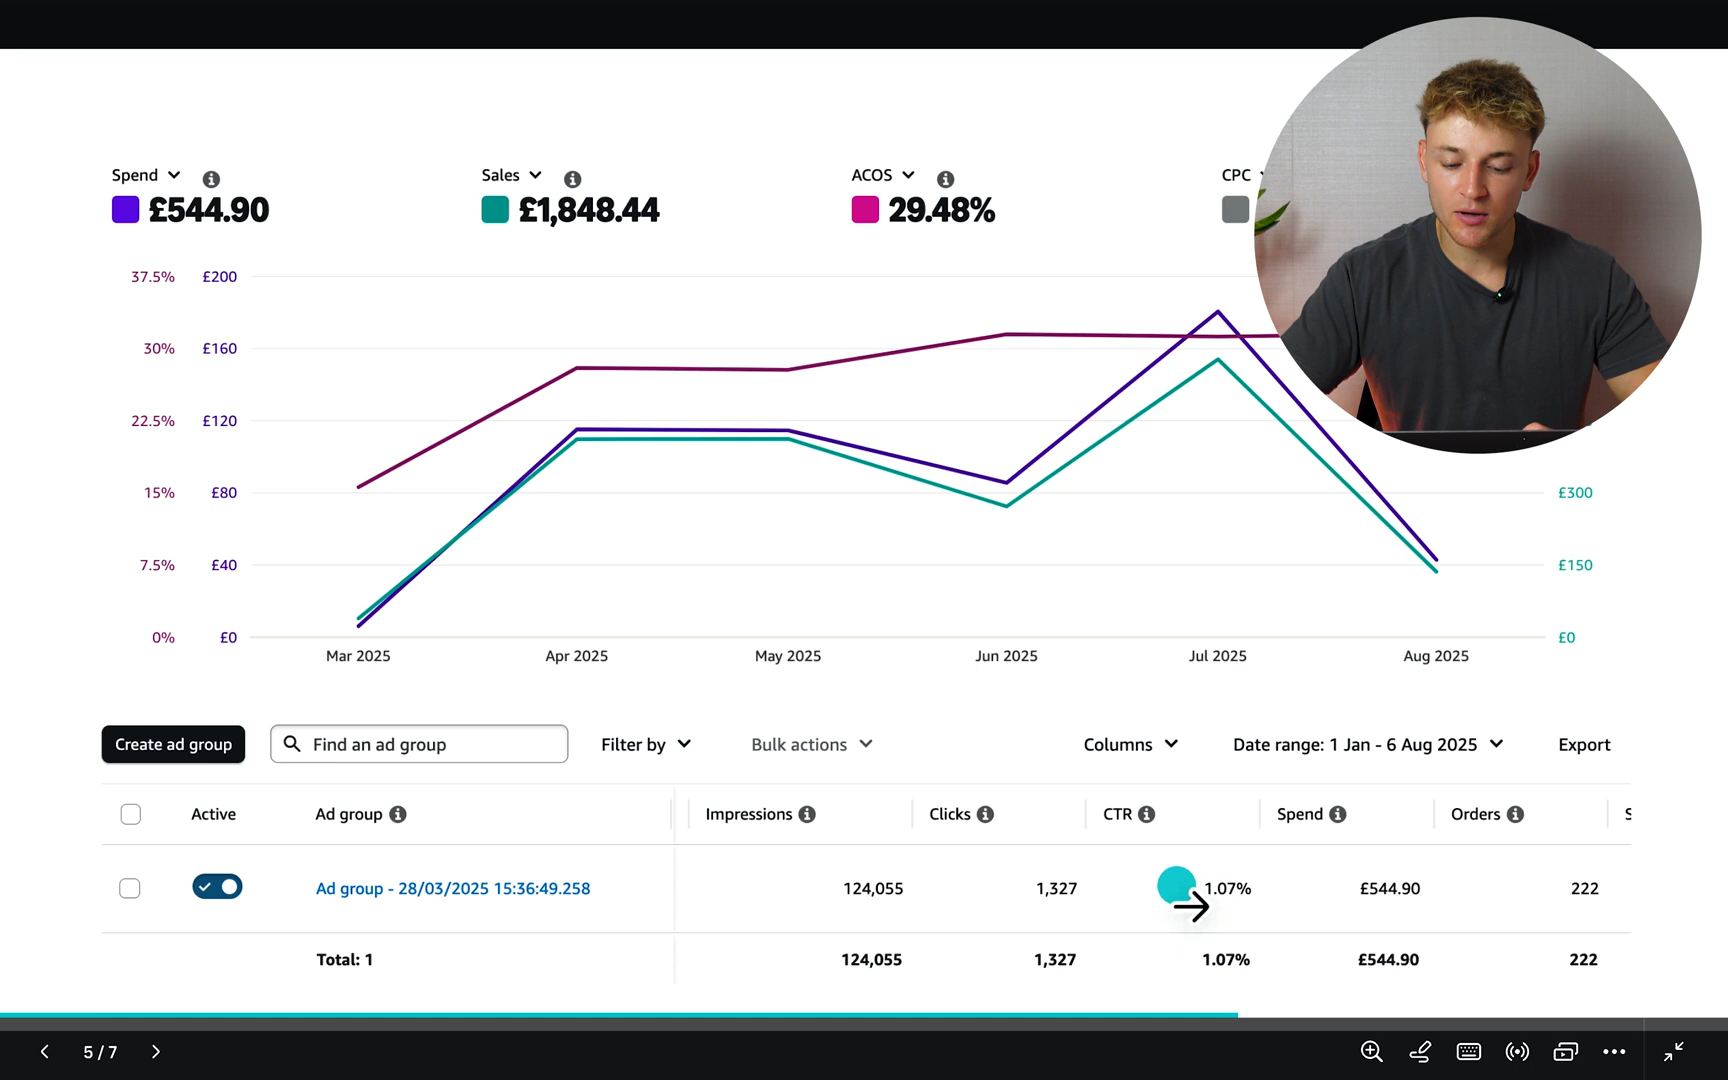 Spend
Sales
ACOS
CPC
£544.90
£1,848.44
29.48%
37.5% £200
30% £160
22.5% £120
15% £80 £300
7.5% £40 £150
0% £0 £0
Mar 2025 Apr 2025 May 2025 Jun 2025 Jul 2025 Aug 2025
Create ad group Find an ad group Filter by Bulk actions Columns Date range: 1 Jan - 6 Aug 2025 Export
Active Ad group Impressions Clicks CTR Spend Orders S
Ad group - 28/03/2025 15:36:49.258 124,055 1,327 1.07% £544.90 222
Total: 1 124,055 1,327 1.07% £544.90 222
5 / 7